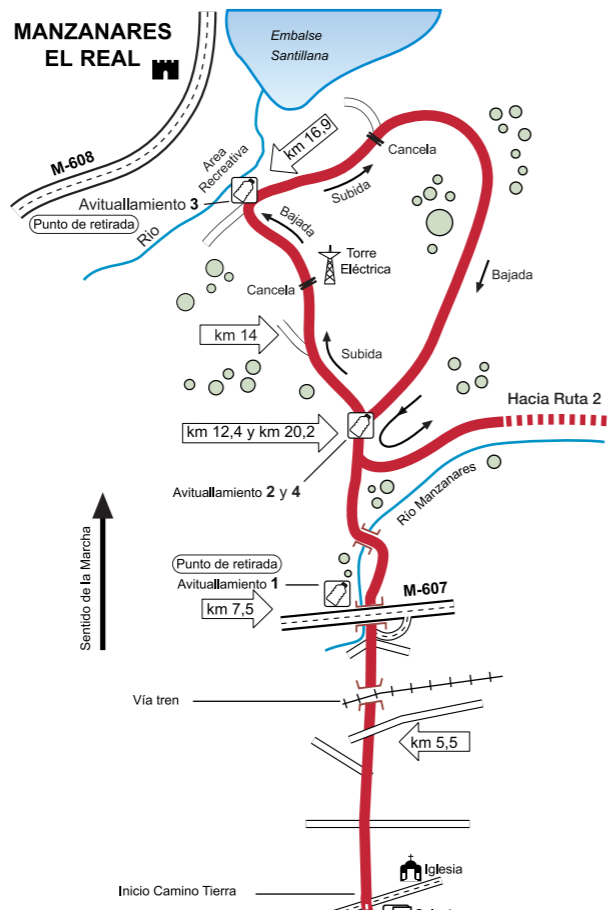 MANZANARES
EL REAL
Embalse
Santillana
M-608
Area
Recreativa
km 16,9
Cancela
Avituallamiento 3
Punto de retirada
Río
Subida
Bajada
Torre
Eléctrica
Cancela
Bajada
km 14
Subida
Hacia Ruta 2
km 12,4 y km 20,2
Avituallamiento 2 y 4
Río Manzanares
Sentido de la Marcha
Punto de retirada
Avituallamiento 1
M-607
km 7,5
Vía tren
km 5,5
Iglesia
Inicio Camino Tierra